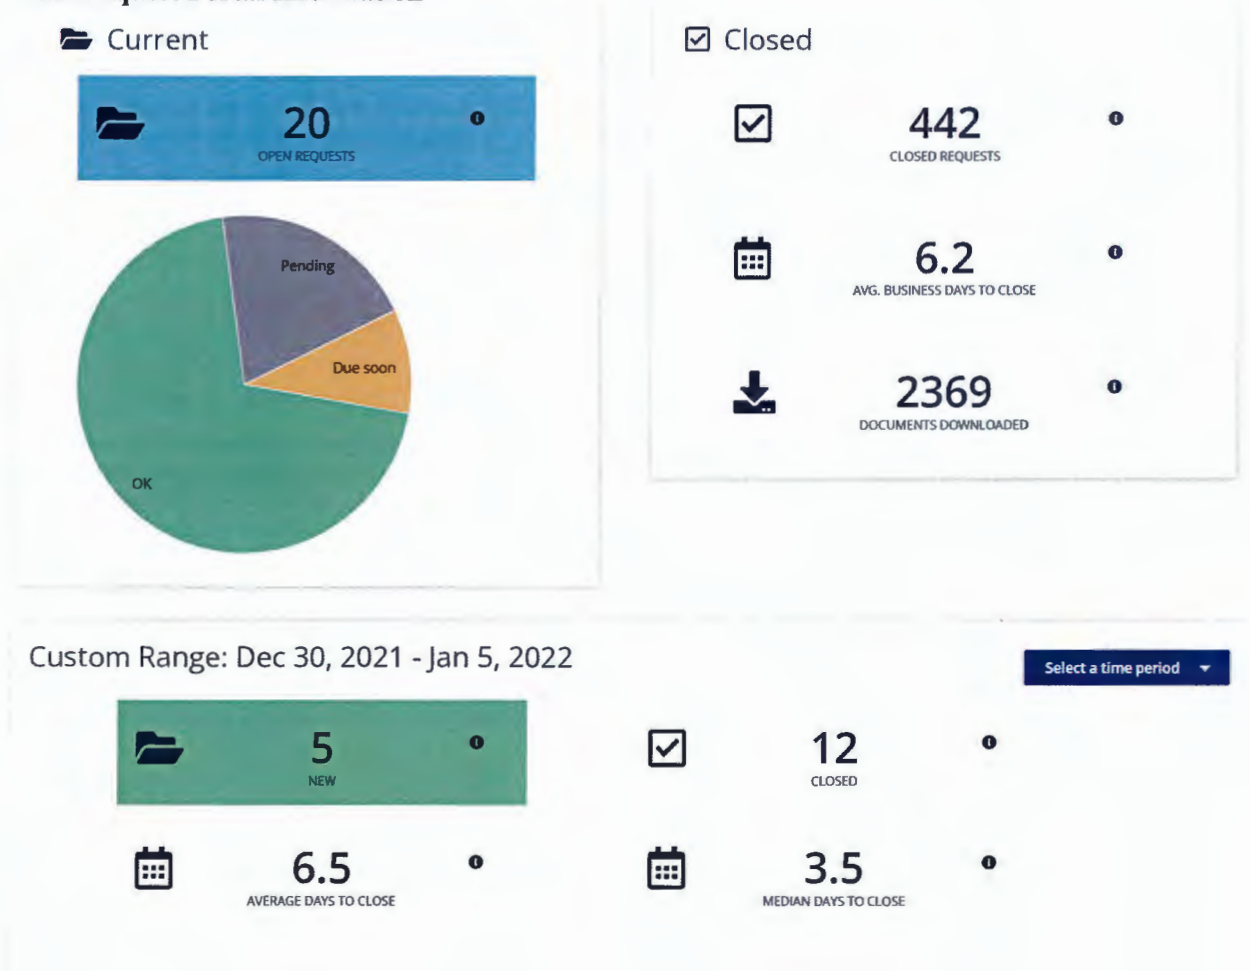 Current
20
OPEN REQUESTS
Pending
Due soon
OK
Closed
442
CLOSED REQUESTS
6.2
AVG. BUSINESS DAYS TO CLOSE
2369
DOCUMENTS DOWNLOADED
Custom Range: Dec 30, 2021 - Jan 5, 2022
Select a time period
5
NEW
12
CLOSED
6.5
AVERAGE DAYS TO CLOSE
3.5
MEDIAN DAYS TO CLOSE